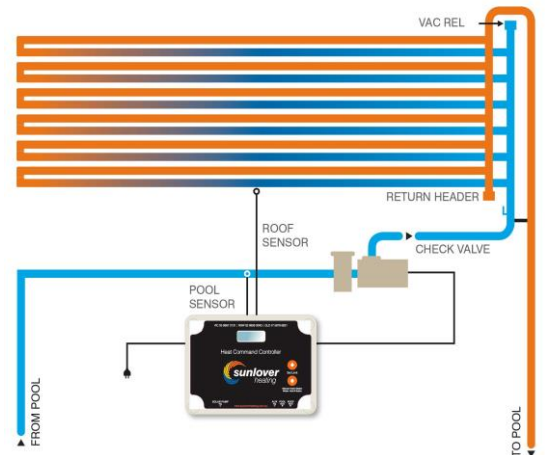 VAC REL
RETURN HEADER
ROOF
SENSOR
CHECK VALVE
POOL
SENSOR
Heat Command Controller
sunlover
heating
FROM POOL
TO POOL